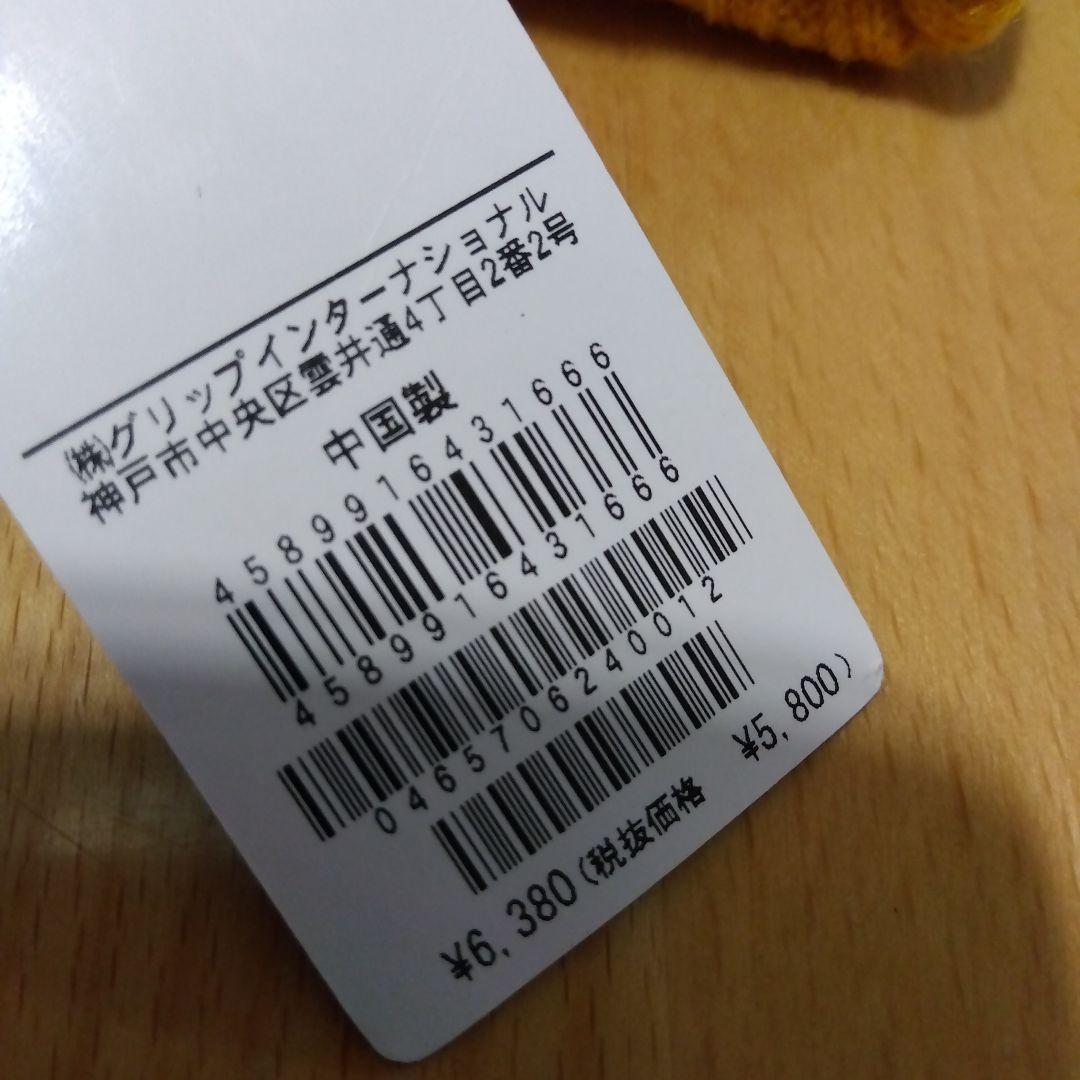 ㈱グリップインターナショナル
神戸市中央区雲井通4丁目2番2号
中国製
4589916431666
4589916431666
0465706240012
¥6,380(税抜価格 ¥5,800)